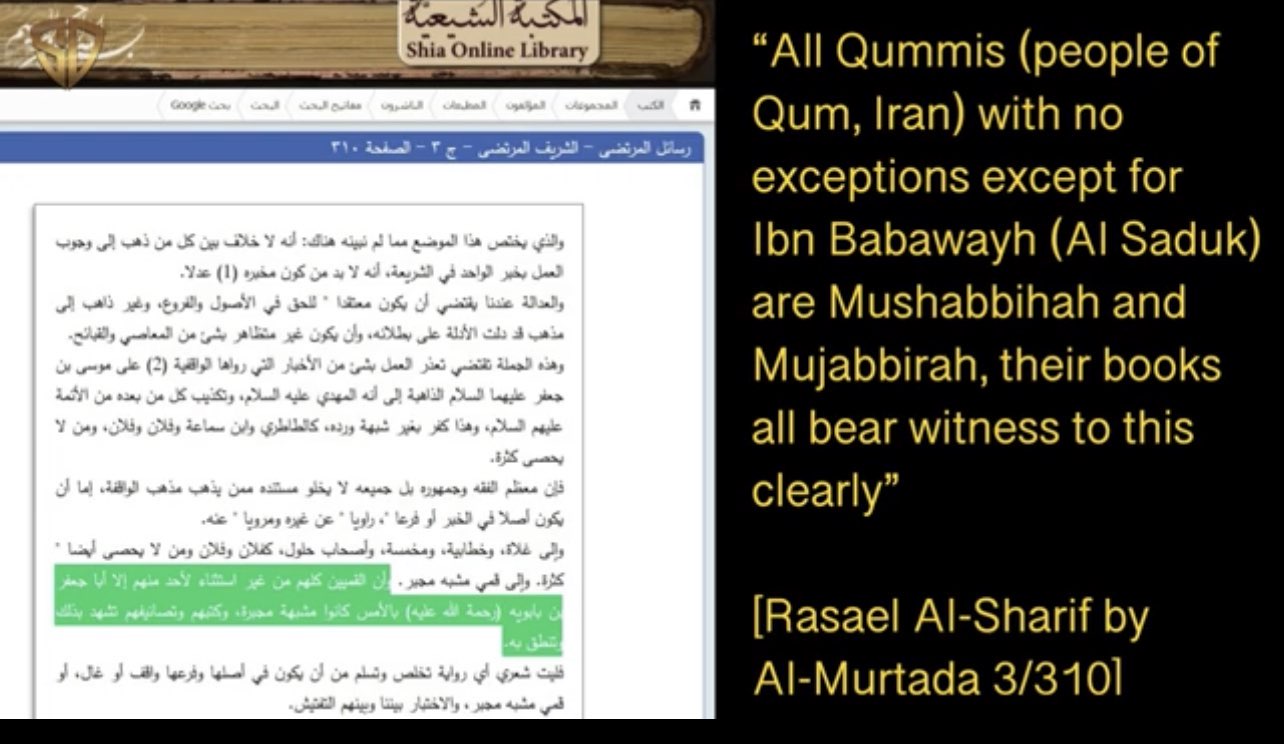 المكتبة الشيعية
Shia Online Library
الكتب
المجموعات
المؤلفون
المطبعات
الناشرون
مفاتيح البحث
البحث
بحث Google
رسائل المرتضى - الشريف المرتضى - ج ٣ - الصفحة ٣١٠
والذي يختص هذا الموضع مما لم نبينه هناك: أنه لا خلاف بين كل من ذهب إلى وجوب
العمل بخبر الواحد في الشريعة، أنه لا بد من كون مخبره (1) عدلا.
والعدالة عندنا يقتضي أن يكون معتقدا " للحق في الأصول والفروع، وغير ذاهب إلى
مذهب قد دلت الأدلة على بطلانه، وأن يكون غير متظاهر بشئ من المعاصي والقبائح.
وهذه الجملة تقتضي تعذر العمل بشئ من الأخبار التي رواها الواقفية (2) على موسى بن
جعفر عليهما السلام الذاهبة إلى أنه المهدي عليه السلام، وتكذيب كل من بعده من الأئمة
عليهم السلام، وهذا كفر بغير شبهة ورده، كالطاطري وابن سماعة وفلان وفلان، ومن لا
يحصى كثرة.
فإن معظم الفقه وجمهوره بل جميعه لا يخلو مستنده ممن يذهب مذهب الواقفة، إما أن
يكون أصلا في الخبر أو فرعا "، راويا " عن غيره ومرويا " عنه.
وإلى غلاة، وخطابية، ومخمسة، وأصحاب حلول، كفلان وفلان ومن لا يحصى أيضا "
كثرة. وإلى قمي مشبه مجبر. وأن القميين كلهم من غير استثناء لأحد منهم إلا أبا جعفر
بن بابويه (رحمة الله عليه) بالأمس كانوا مشبهة مجبرة، وكتبهم وتصانيفهم تشهد بذلك
وتنطق به.
فليت شعري أي رواية تخلص وتسلم من أن يكون في أصلها وفرعها واقف أو غال، أو
قمي مشبه مجبر، والاختبار بيننا وبينهم التفتيش.
“All Qummis (people of
Qum, Iran) with no
exceptions except for
Ibn Babawayh (Al Saduk)
are Mushabbihah and
Mujabbirah, their books
all bear witness to this
clearly”
[Rasael Al-Sharif by
Al-Murtada 3/310]